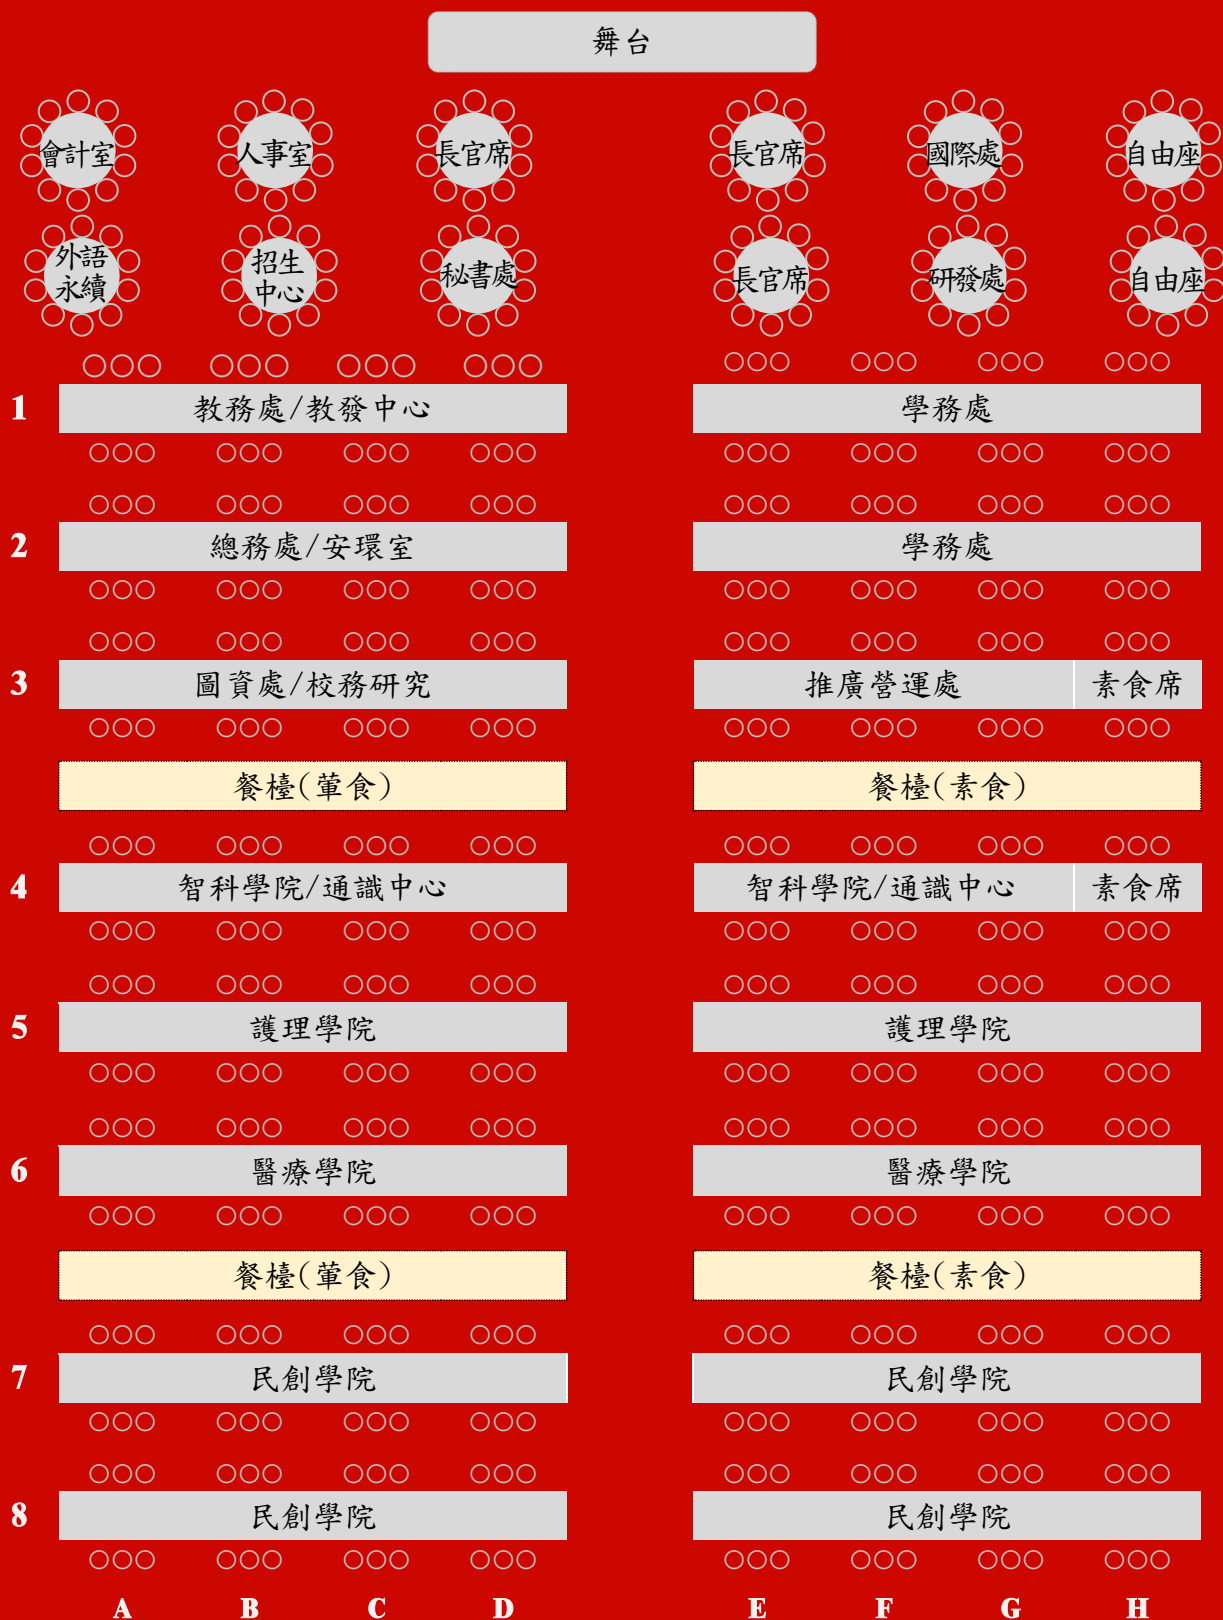 舞台
會計室
人事室
長官席
長官席
國際處
自由座
外語
永續
招生
中心
秘書處
長官席
研發處
自由座
1
教務處/教發中心
學務處
2
總務處/安環室
學務處
3
圖資處/校務研究
推廣營運處
素食席
餐檯(葷食)
餐檯(素食)
4
智科學院/通識中心
智科學院/通識中心
素食席
5
護理學院
護理學院
6
醫療學院
醫療學院
餐檯(葷食)
餐檯(素食)
7
民創學院
民創學院
8
民創學院
民創學院
A B C D E F G H